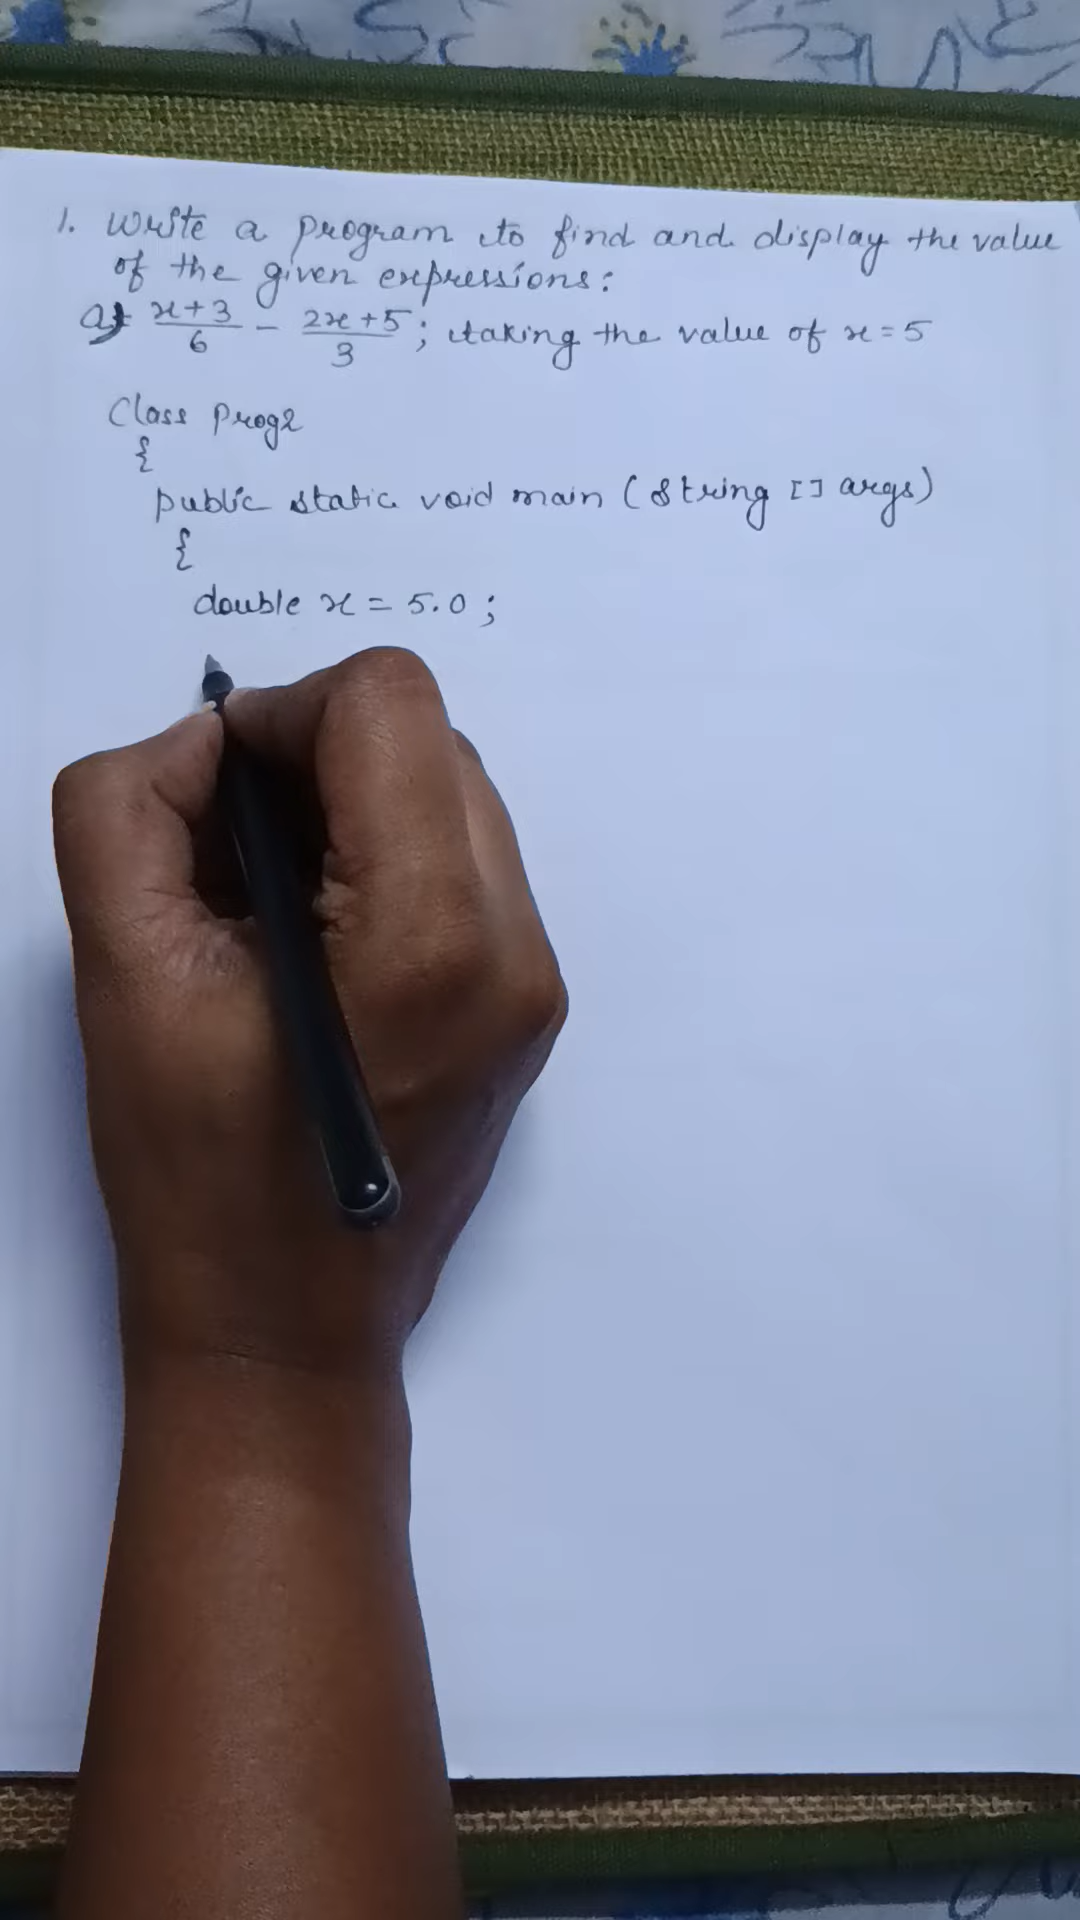 1. Write a program to find and display the value
of the given expressions:
a) x+3/6 - 2x+5/3; taking the value of x=5
Class Prog2
{
public static void main (String [] args)
{
double x = 5.0;